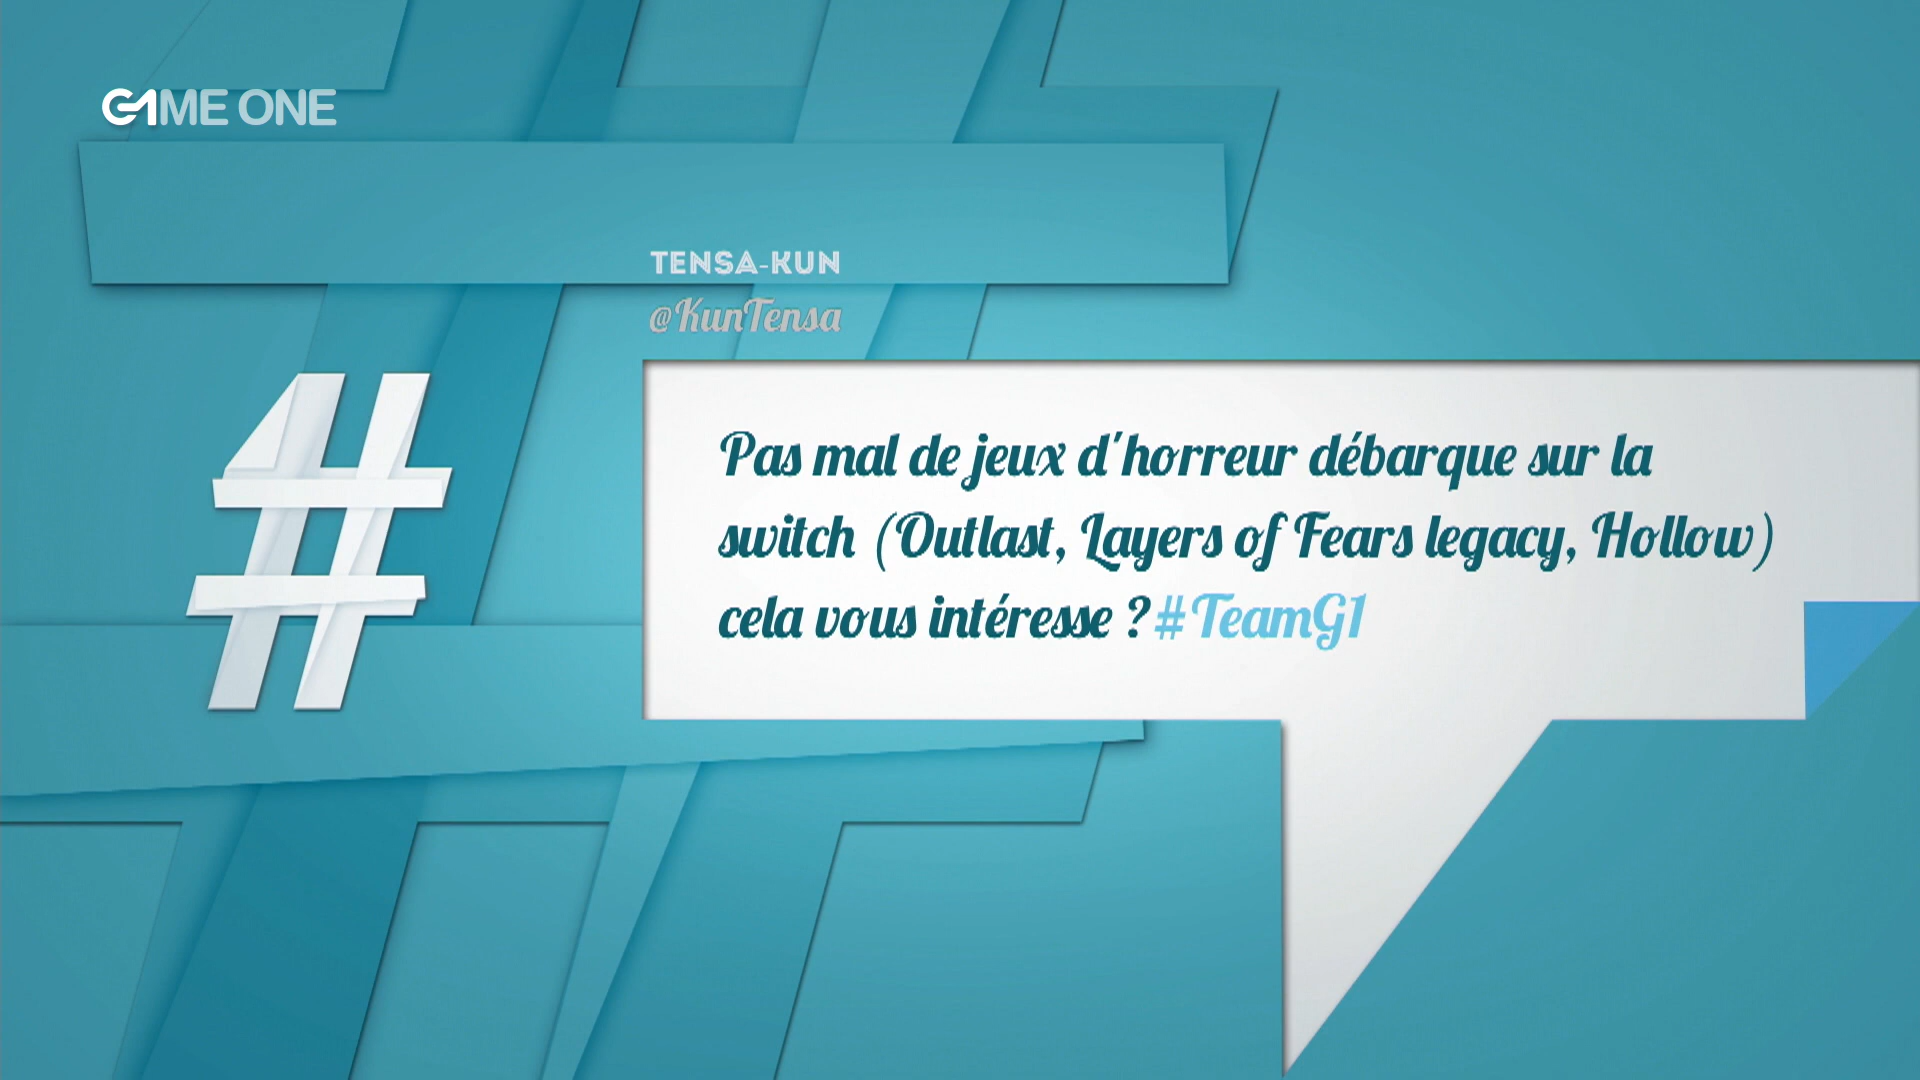 GAME ONE
TENSA-KUN
@KunTensa
Pas mal de jeux d'horreur débarque sur la
switch (Outlast, Layers of Fears legacy, Hollow)
cela vous intéresse ? #TeamG1